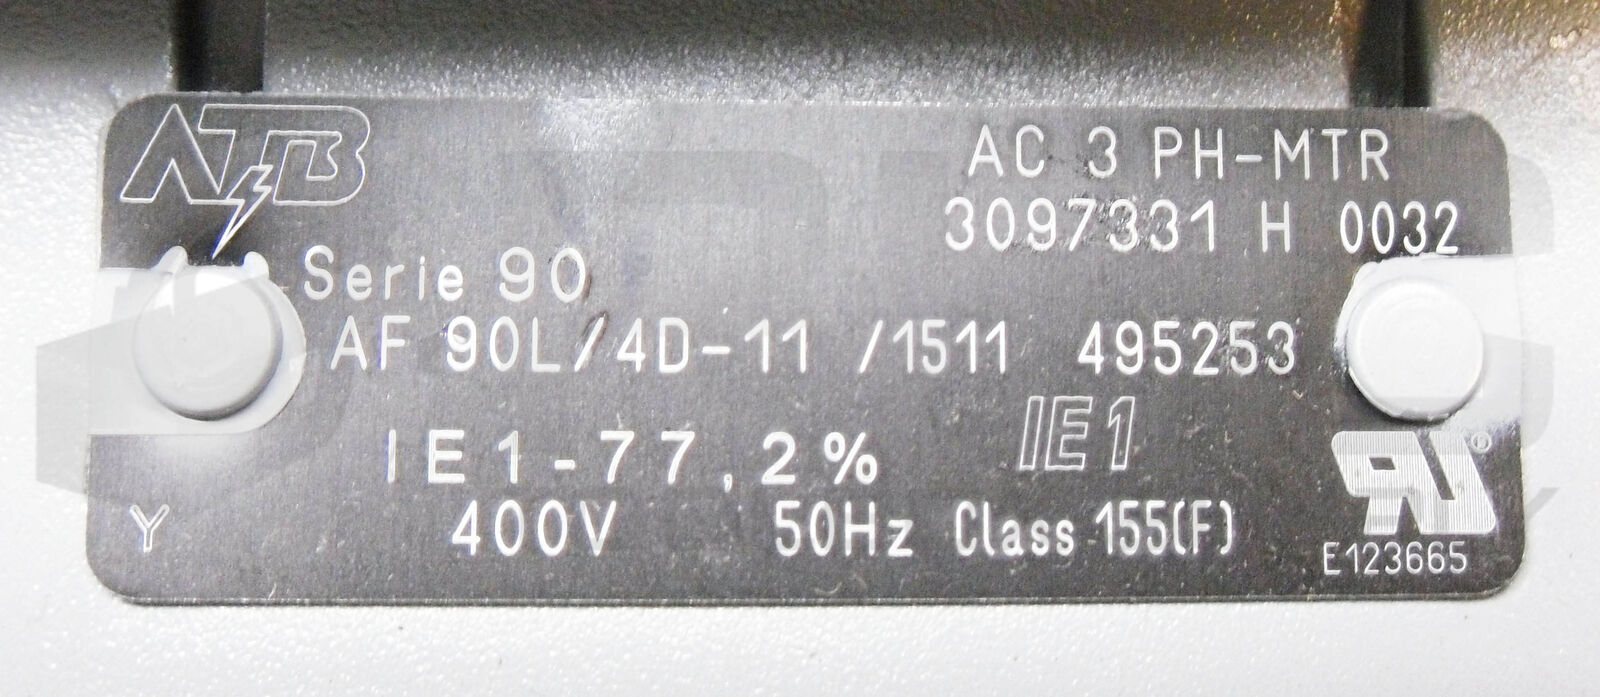 ATB
AC 3 PH-MTR
3097331 H 0032
Serie 90
AF 90L/4D-11 /1511 495253
IE1-77,2% IE1
Y 400V 50Hz Class 155(F)
RU®
E123665